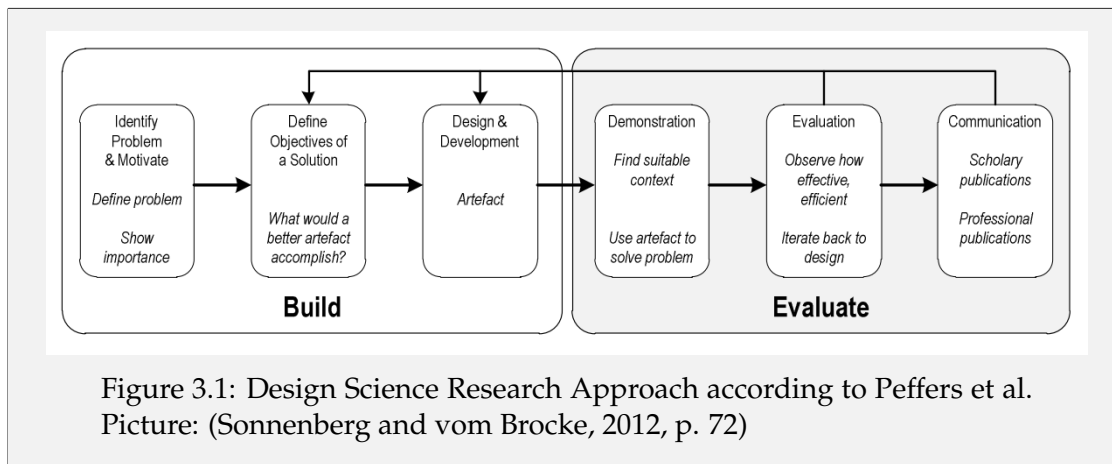 Identify
Problem
& Motivate
Define problem
Show
importance
Define
Objectives of
a Solution
What would a
better artefact
accomplish?
Design &
Development
Artefact
Build
Demonstration
Find suitable
context
Use artefact to
solve problem
Evaluation
Observe how
effective,
efficient
Iterate back to
design
Communication
Scholary
publications
Professional
publications
Evaluate
Figure 3.1: Design Science Research Approach according to Peffers et al.
Picture: (Sonnenberg and vom Brocke, 2012, p. 72)